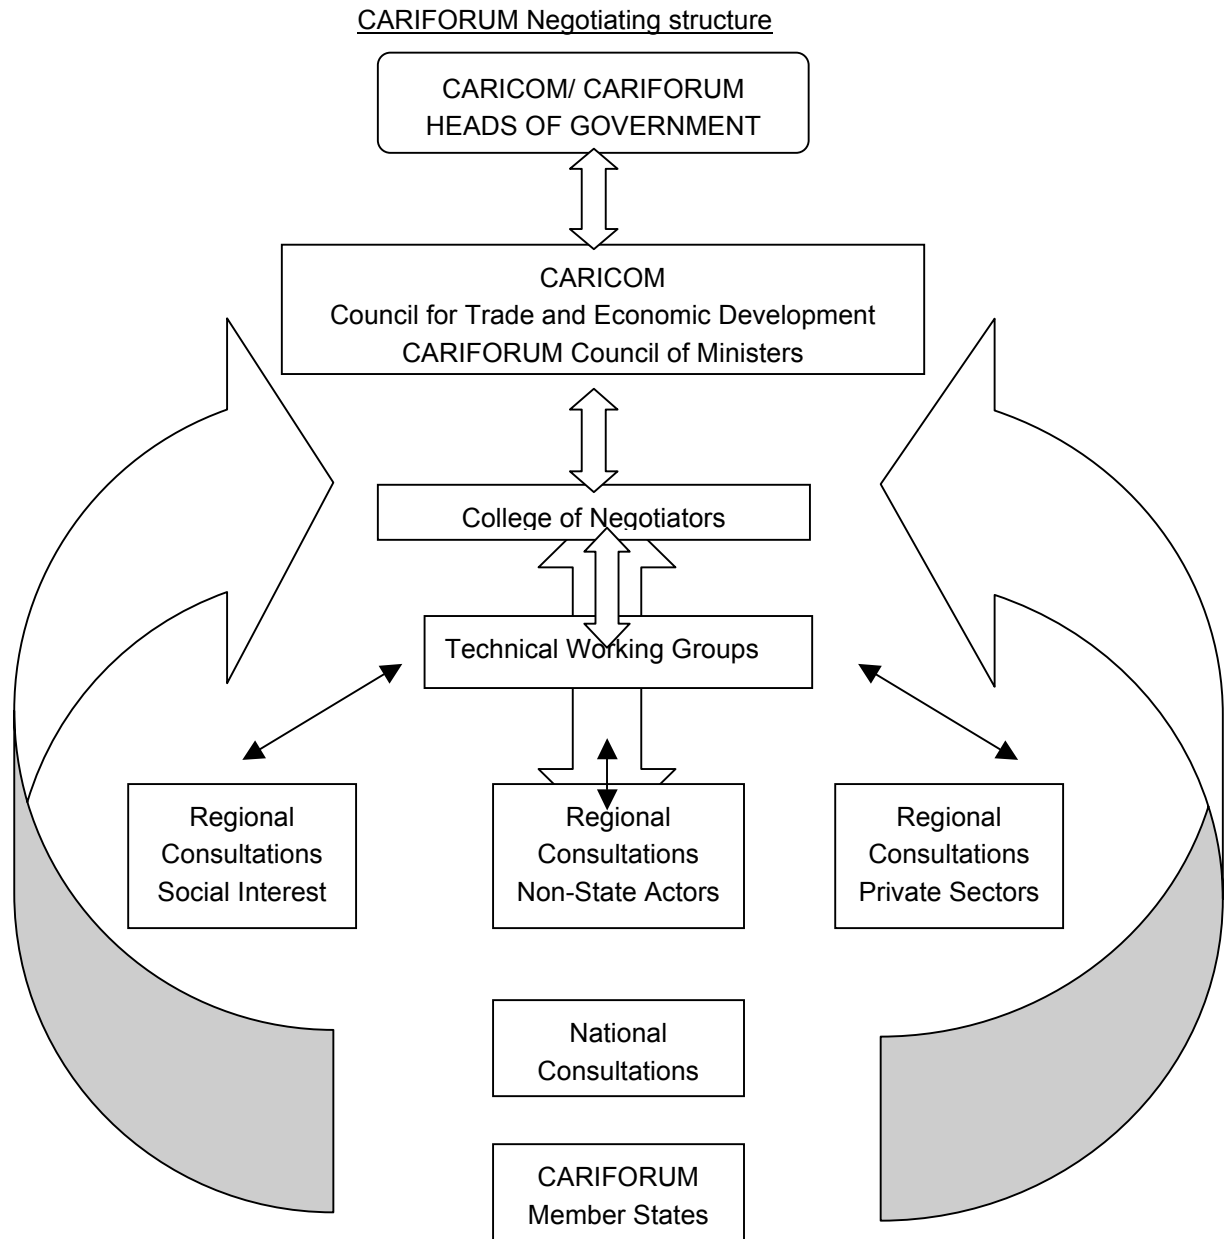 CARIFORUM Negotiating structure
CARICOM/ CARIFORUM
HEADS OF GOVERNMENT
CARICOM
Council for Trade and Economic Development
CARIFORUM Council of Ministers
College of Negotiators
Technical Working Groups
Regional
Consultations
Social Interest
Regional
Consultations
Non-State Actors
Regional
Consultations
Private Sectors
National
Consultations
CARIFORUM
Member States